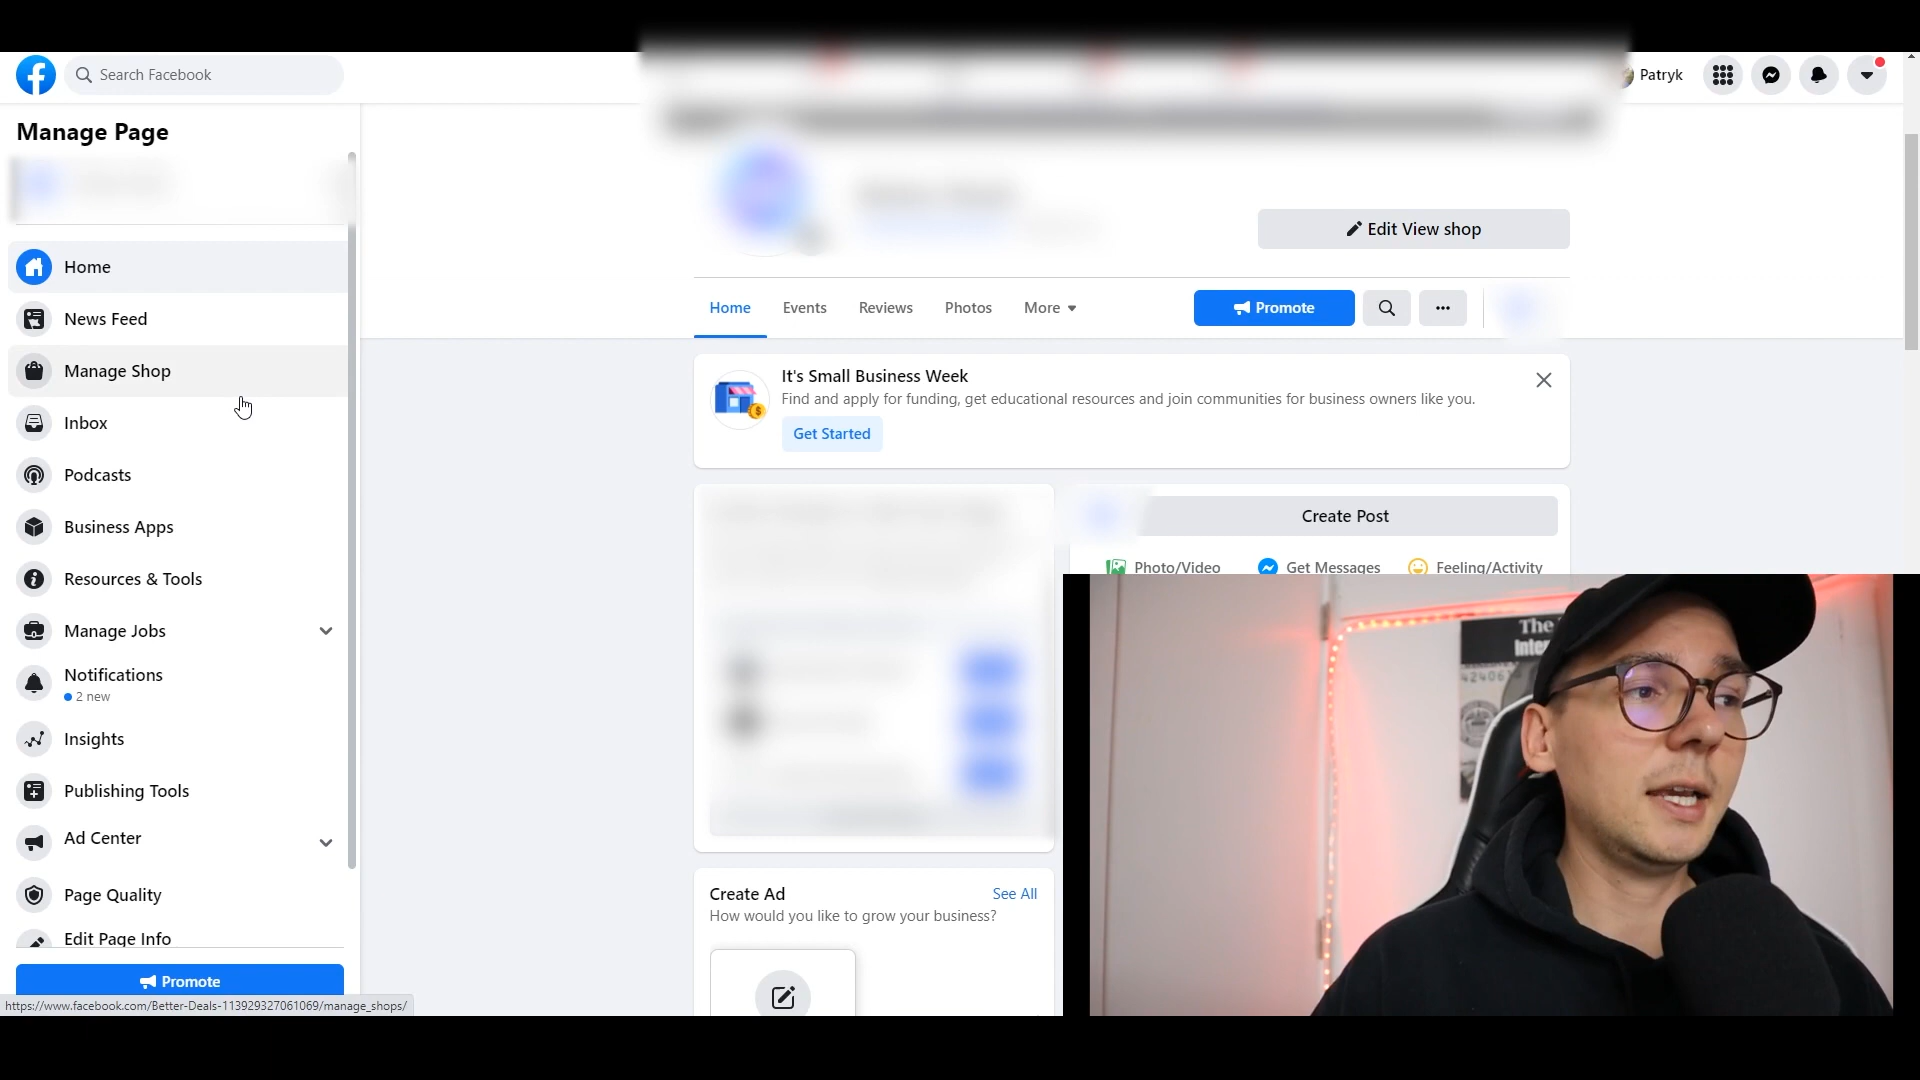 Search Facebook
Patryk
Manage Page
Home
News Feed
Manage Shop
Inbox
Podcasts
Business Apps
Resources & Tools
Manage Jobs
Notifications
2 new
Insights
Publishing Tools
Ad Center
Page Quality
Edit Page Info
Promote
https://www.facebook.com/Better-Deals-113929327061069/manage_shops/
Edit View shop
Home Events Reviews Photos More
Promote
It's Small Business Week
Find and apply for funding, get educational resources and join communities for business owners like you.
Get Started
Create Post
Photo/Video Get Messages Feeling/Activity
Create Ad See All
How would you like to grow your business?
The